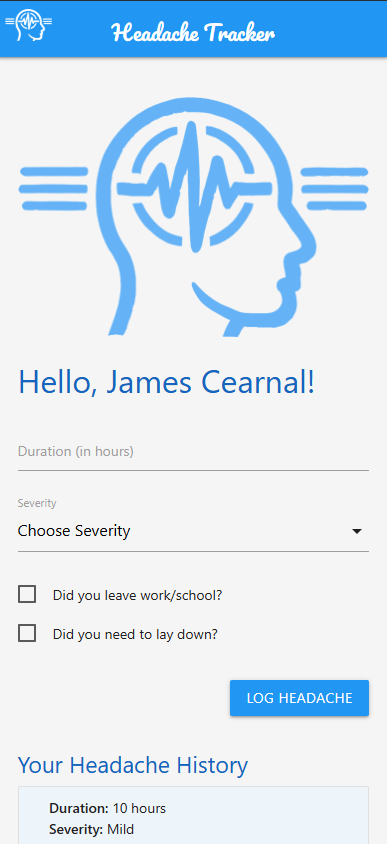 Headache Tracker
Hello, James Cearnal!
Duration (in hours)
Severity
Choose Severity
Did you leave work/school?
Did you need to lay down?
LOG HEADACHE
Your Headache History
Duration: 10 hours
Severity: Mild